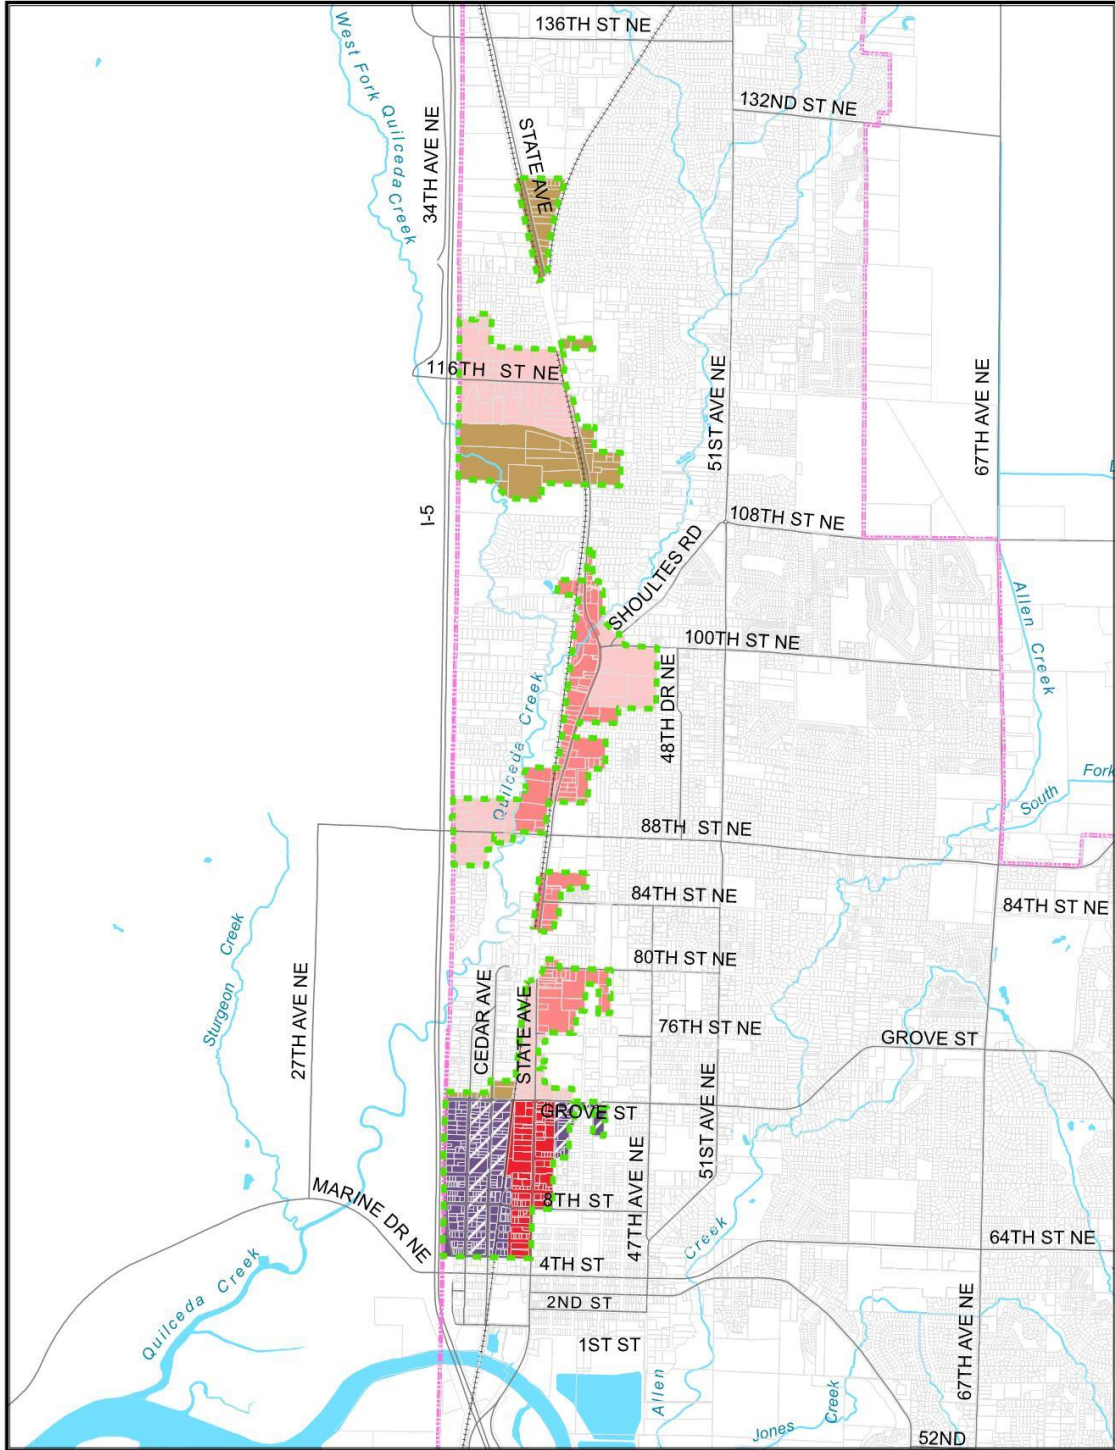 136TH ST NE
West Fork Quilceda Creek
132ND ST NE
STATE AVE
34TH AVE NE
116TH ST NE
51ST AVE NE
67TH AVE NE
I-5
108TH ST NE
SHOULTES RD
Allen Creek
100TH ST NE
48TH DR NE
Quilceda Creek
South Fork
88TH ST NE
84TH ST NE
84TH ST NE
Sturgeon Creek
80TH ST NE
CEDAR AVE
STATE AVE
27TH AVE NE
76TH ST NE
GROVE ST
GROVE ST
51ST AVE NE
47TH AVE NE
8TH ST
MARINE DR NE
64TH ST NE
4TH ST
Quilceda Creek
2ND ST
67TH AVE NE
1ST ST
Allen Creek
Jones Creek
52ND